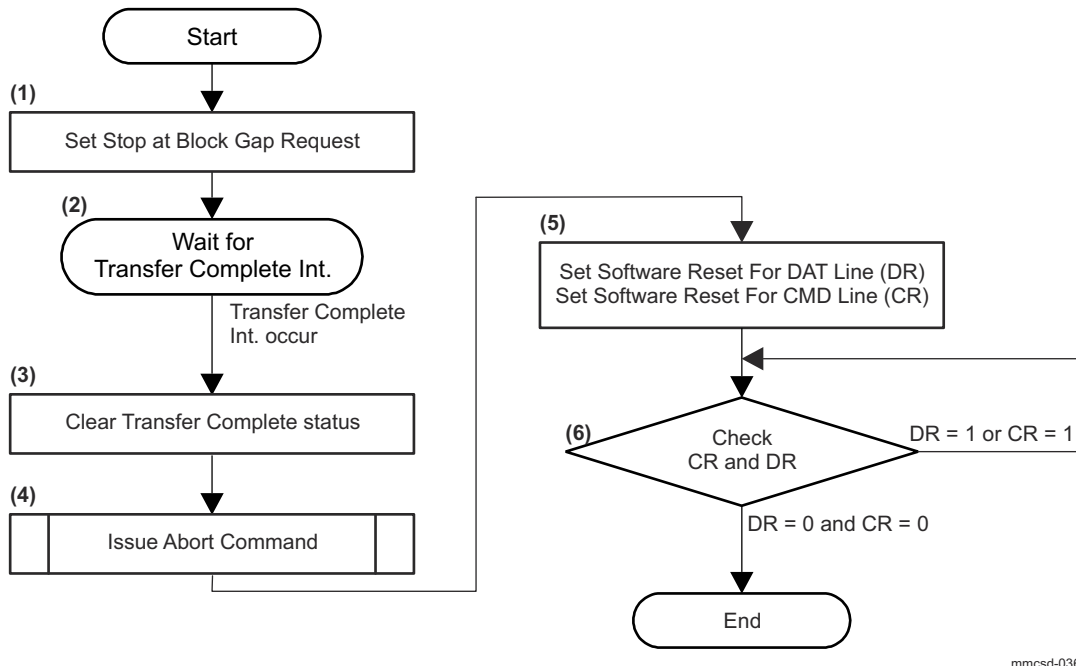 Start
(1)
Set Stop at Block Gap Request
(2)
Wait for
Transfer Complete Int.
Transfer Complete
Int. occur
(3)
Clear Transfer Complete status
(4)
Issue Abort Command
(5)
Set Software Reset For DAT Line (DR)
Set Software Reset For CMD Line (CR)
(6)
Check
CR and DR
DR = 1 or CR = 1
DR = 0 and CR = 0
End